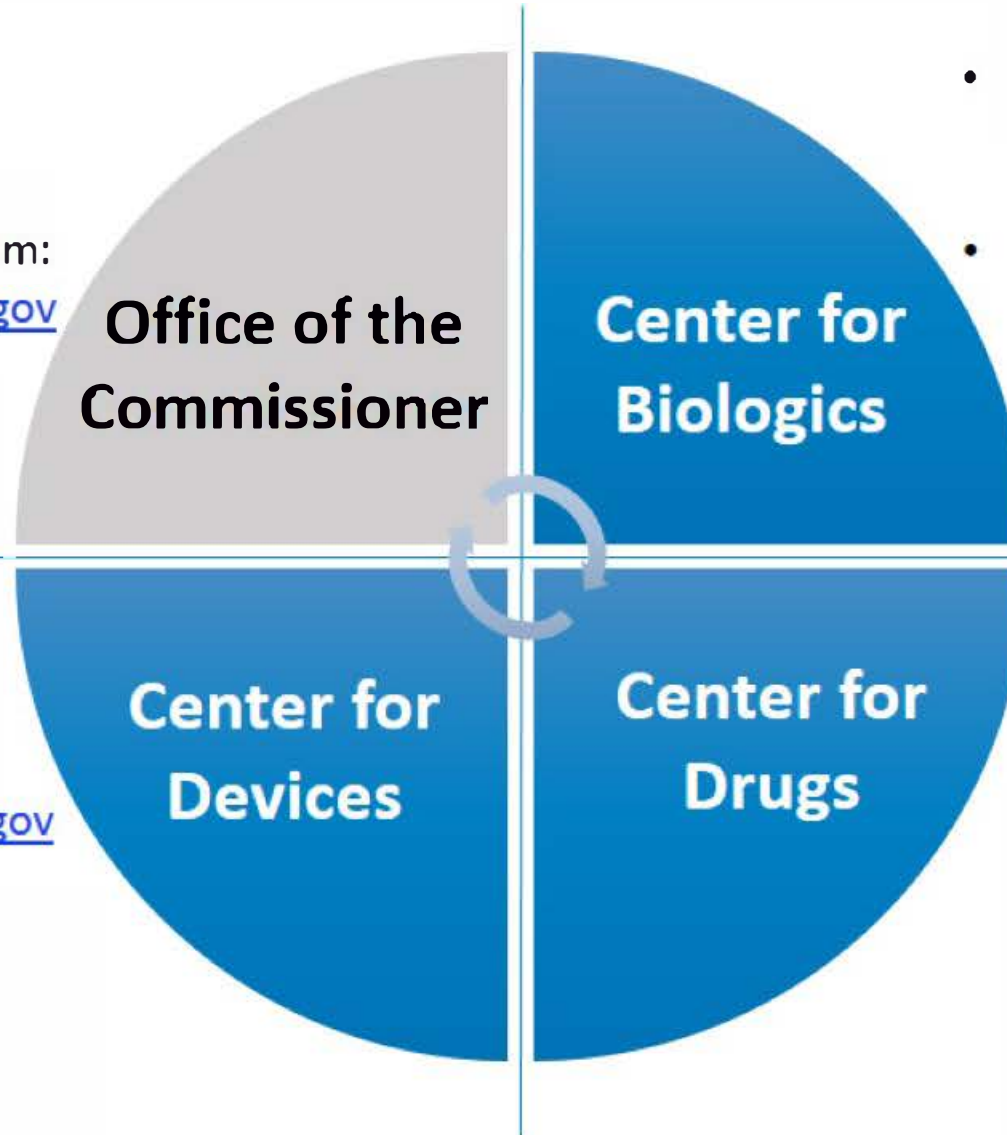 m:
gov
Office of the
Commissioner
•
•
Center for
Biologics
Center for
Devices
gov
Center for
Drugs